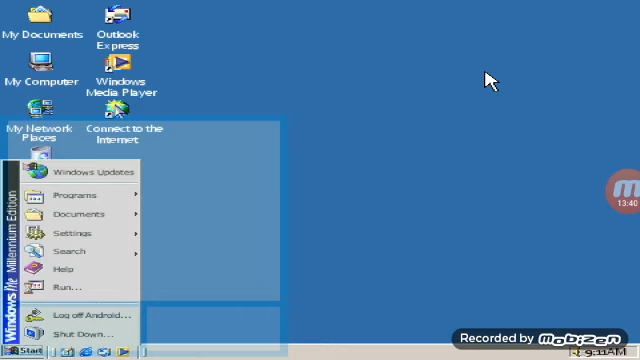 My Documents
Outlook
Express
My Computer
Windows
Media Player
My Network
Places
Connect to the
Internet
Windows Me Millennium Edition
Windows Updates
Programs
Documents
Settings
Search
Help
Run...
Log off Android...
Shut Down...
Start
13:40
Recorded by Mobizen
9:11AM